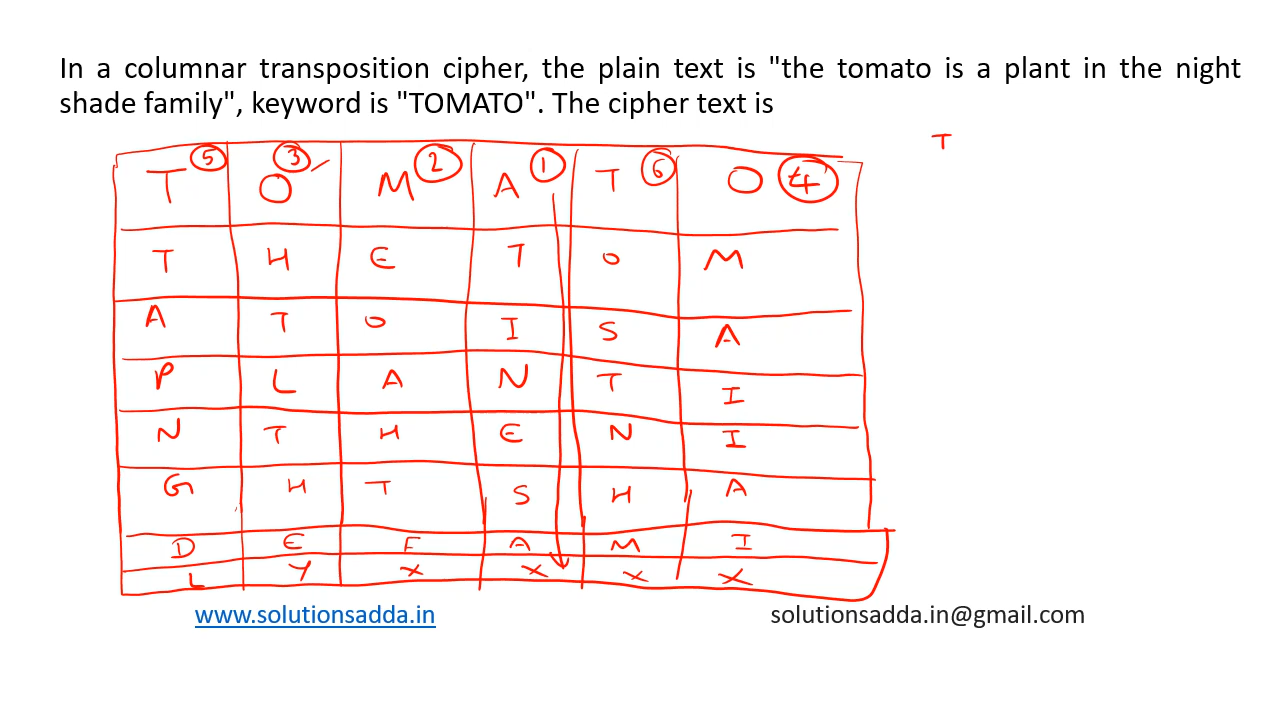 In a columnar transposition cipher, the plain text is "the tomato is a plant in the night
shade family", keyword is "TOMATO". The cipher text is
T
T 5 O 3 M 2 A 1 T 6 O 4
T H E T O M
A T O I S A
P L A N T I
N T H E N I
G H T S H A
D E F A M I
L Y X X X X
www.solutionsadda.in solutionsadda.in@gmail.com